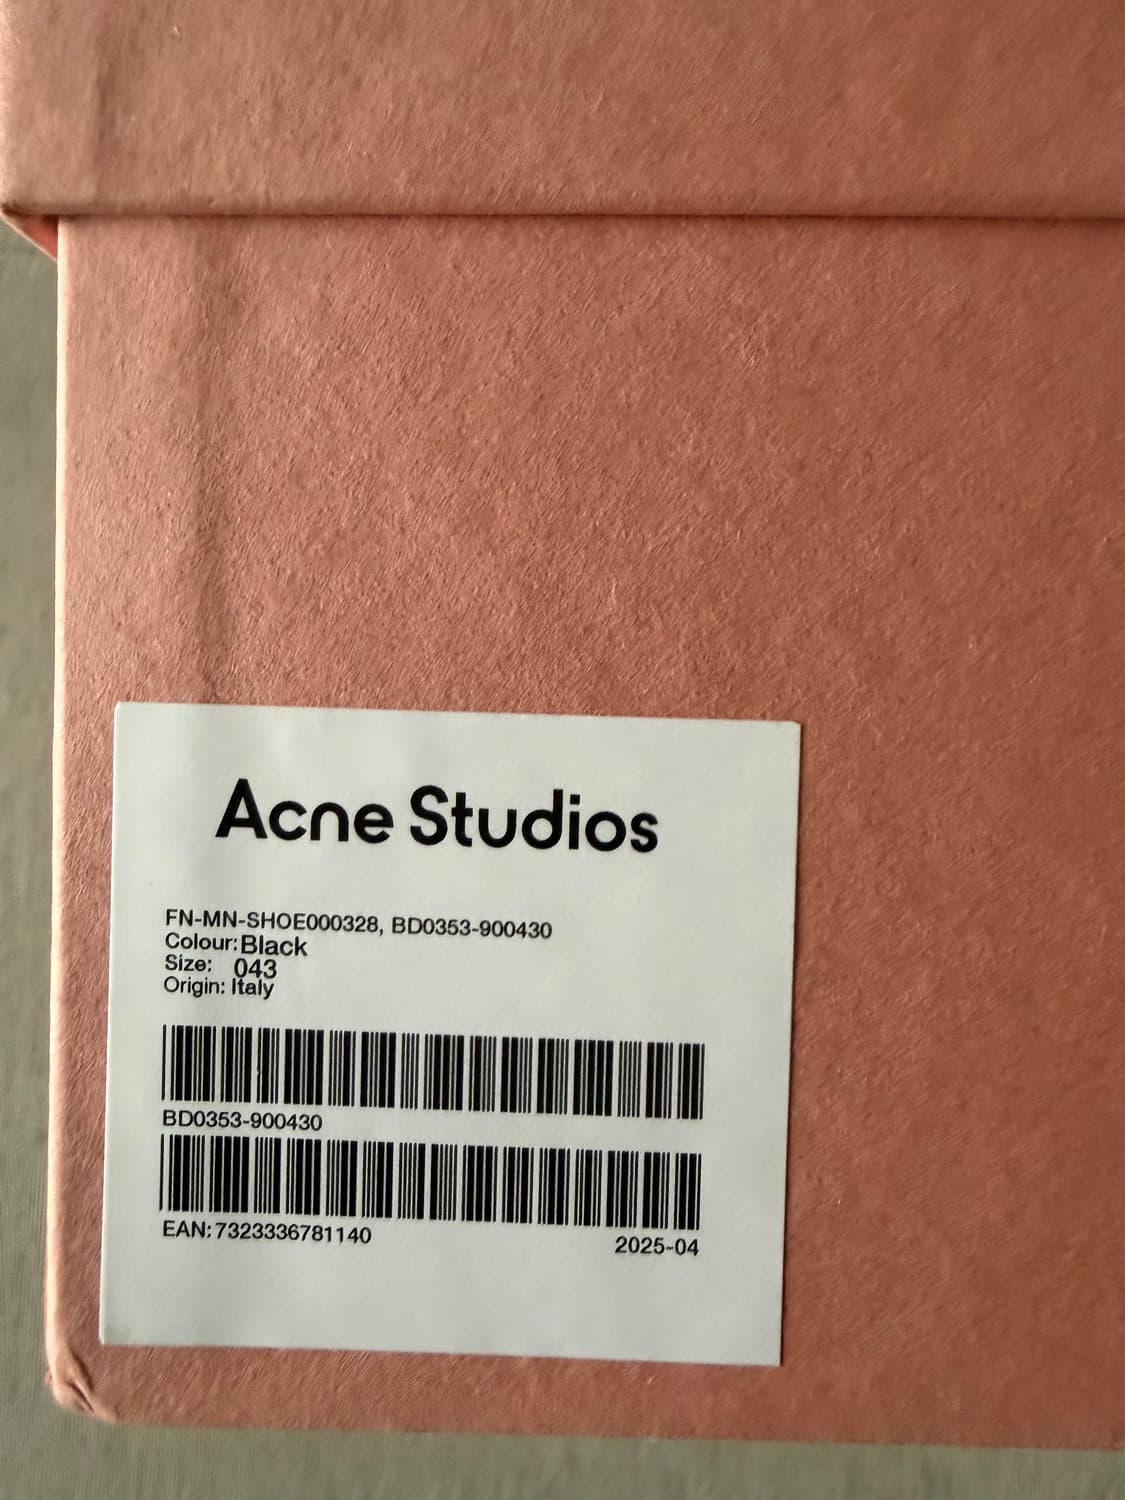 Acne Studios
FN-MN-SHOE000328, BD0353-900430
Colour: Black
Size: 043
Origin: Italy
BD0353-900430
EAN: 7323336781140
2025-04